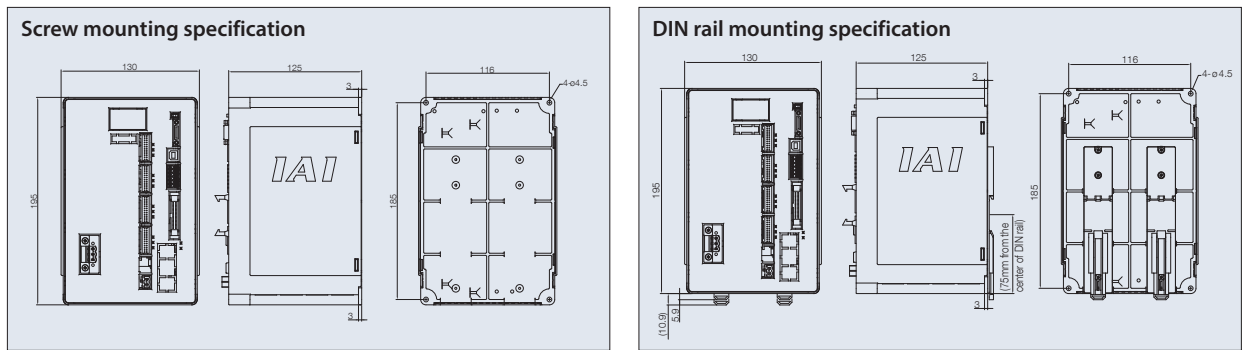 Screw mounting specification
130
125
3
116
4-ø4.5
195
185
IAI
3
DIN rail mounting specification
130
125
3
116
4-ø4.5
195
185
IAI
(75mm from the
center of DIN rail)
(10.9)
5.9
3